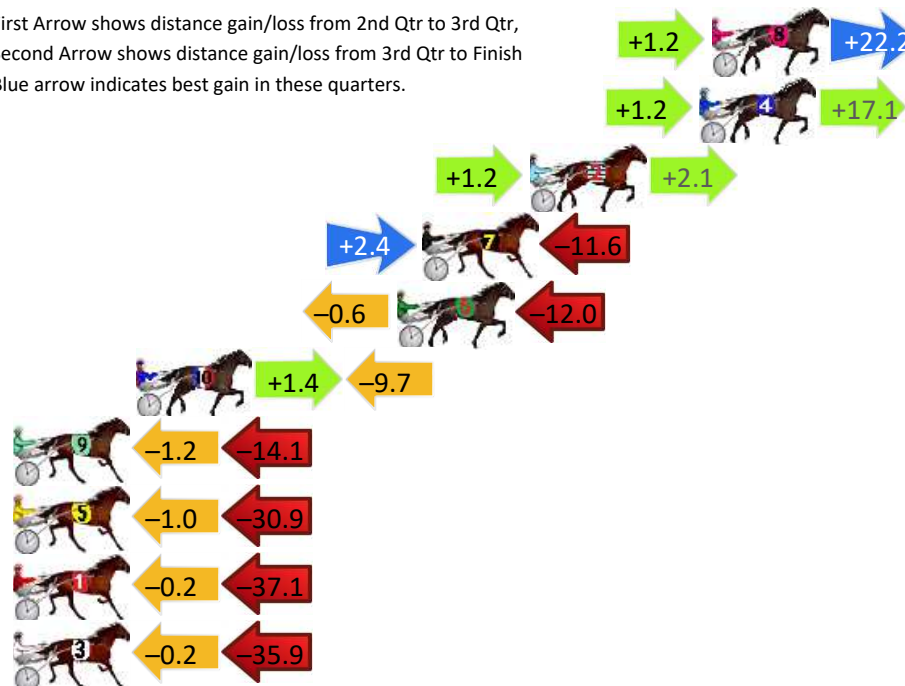 First Arrow shows distance gain/loss from 2nd Qtr to 3rd Qtr,
Second Arrow shows distance gain/loss from 3rd Qtr to Finish
Blue arrow indicates best gain in these quarters.
+1.2 8 +22.2
+1.2 4 +17.1
+1.2 2 +2.1
+2.4 7 –11.6
–0.6 6 –12.0
10 +1.4 –9.7
9 –1.2 –14.1
5 –1.0 –30.9
1 –0.2 –37.1
3 –0.2 –35.9